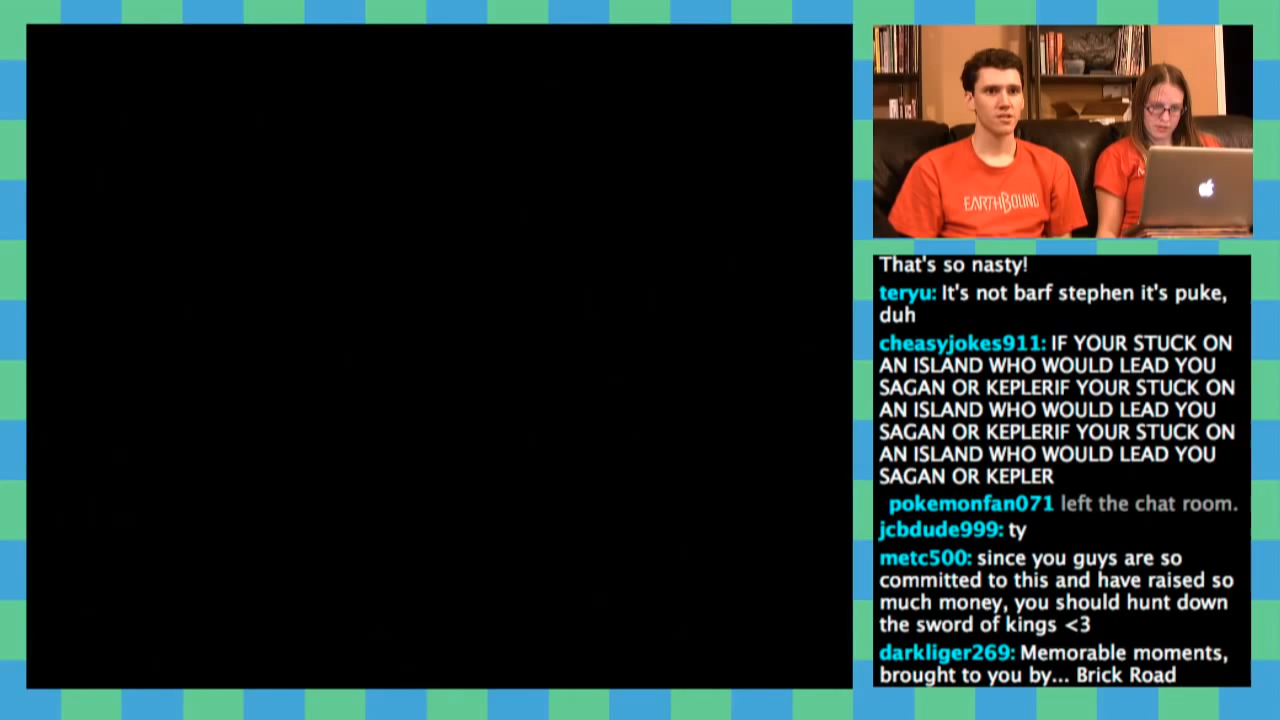 EARTHBOUND
That's so nasty!
teryu: It's not barf stephen it's puke,
duh
cheasyjokes911: IF YOUR STUCK ON
AN ISLAND WHO WOULD LEAD YOU
SAGAN OR KEPLERIF YOUR STUCK ON
AN ISLAND WHO WOULD LEAD YOU
SAGAN OR KEPLERIF YOUR STUCK ON
AN ISLAND WHO WOULD LEAD YOU
SAGAN OR KEPLER
pokemonfan071 left the chat room.
jcbdude999: ty
metc500: since you guys are so
committed to this and have raised so
much money, you should hunt down
the sword of kings <3
darkliger269: Memorable moments,
brought to you by... Brick Road